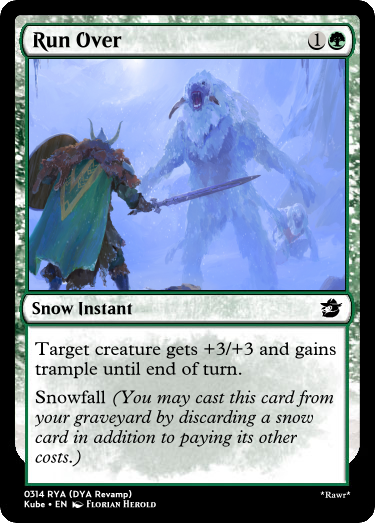 Run Over 1
Snow Instant
Target creature gets +3/+3 and gains
trample until end of turn.
Snowfall (You may cast this card from
your graveyard by discarding a snow
card in addition to paying its other
costs.)
0314 RYA (DYA Revamp) *Rawr*
Kube • EN Florian Herold